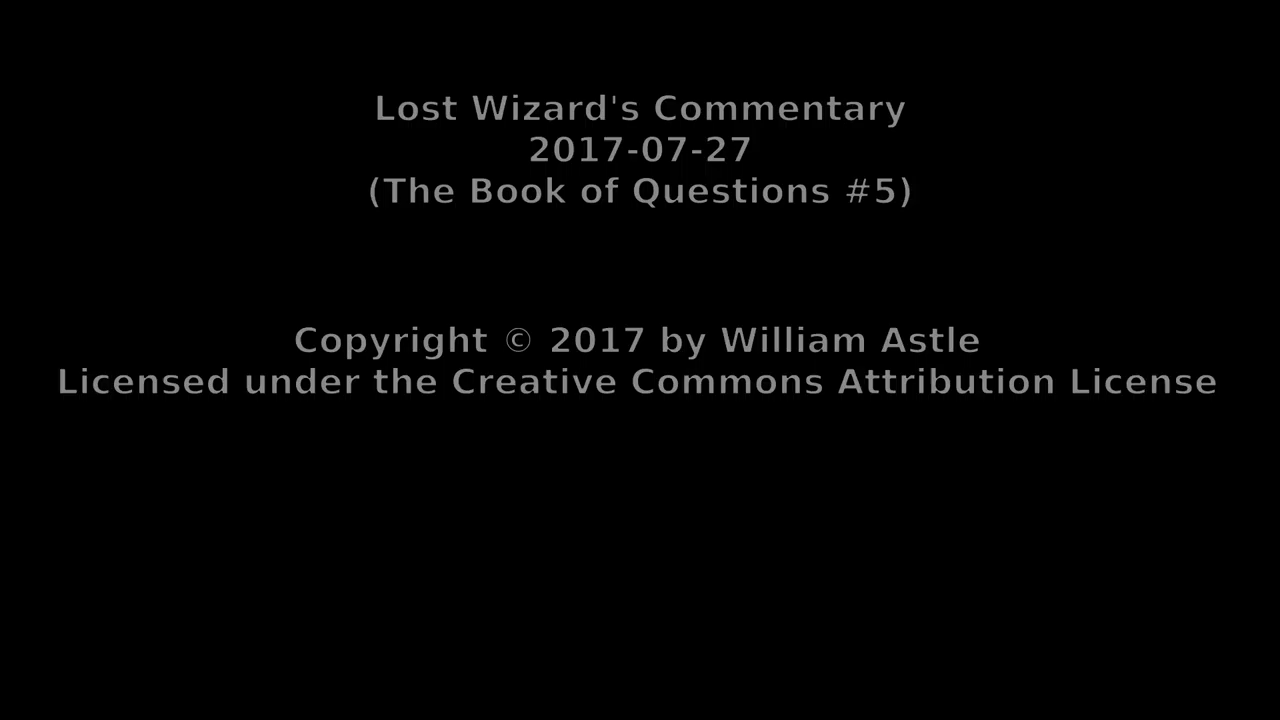 Lost Wizard's Commentary
2017-07-27
(The Book of Questions #5)
Copyright © 2017 by William Astle
Licensed under the Creative Commons Attribution License